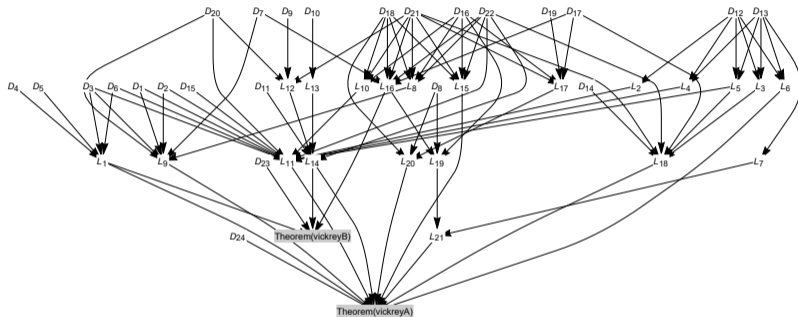 D20 D7 D9 D10 D18 D21 D16 D22 D19 D17 D12 D13
D4 D5 D3 D6 D1 D2 D15 D11 L12 L13 L10 L16 L8 D8 L15 L17 D14 L2 L4 L5 L3 L6
L1 L9 D23 L11 L14 L20 L19 L18 L7
D24 Theorem(vickreyB) L21
Theorem(vickreyA)